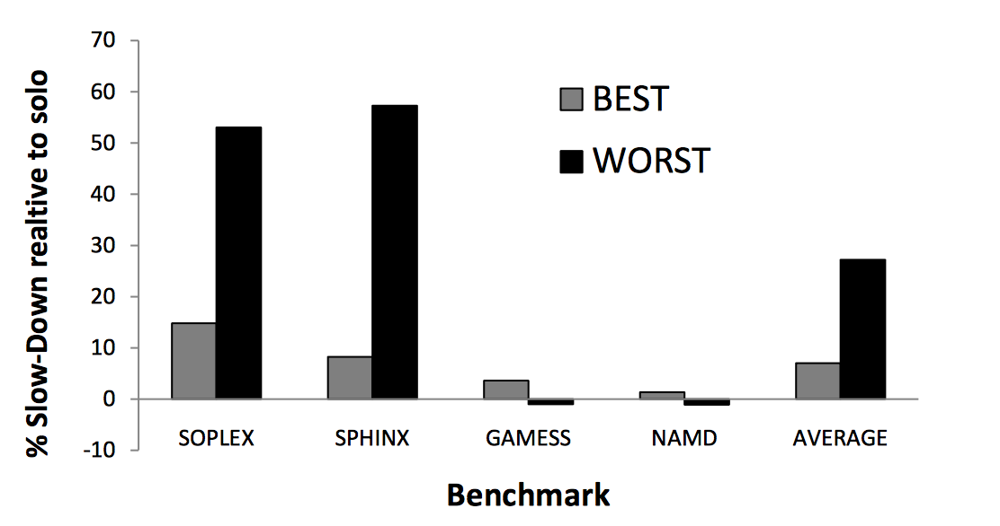 % Slow-Down realtive to solo
70
60
50
40
30
20
10
0
-10
BEST
WORST
SOPLEX SPHINX GAMESS NAMD AVERAGE
Benchmark